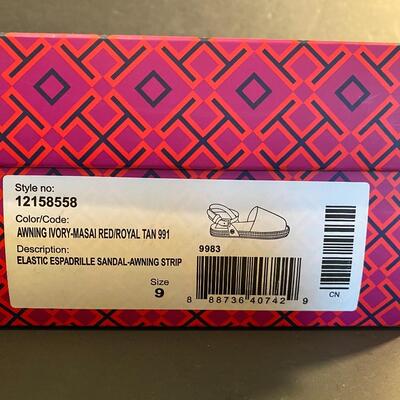 Style no:
12158558
Color/Code:
AWNING IVORY-MASAI RED/ROYAL TAN 991
Description:
ELASTIC ESPADRILLE SANDAL-AWNING STRIP
Size
9
9983
8 88736 40742 9
CN